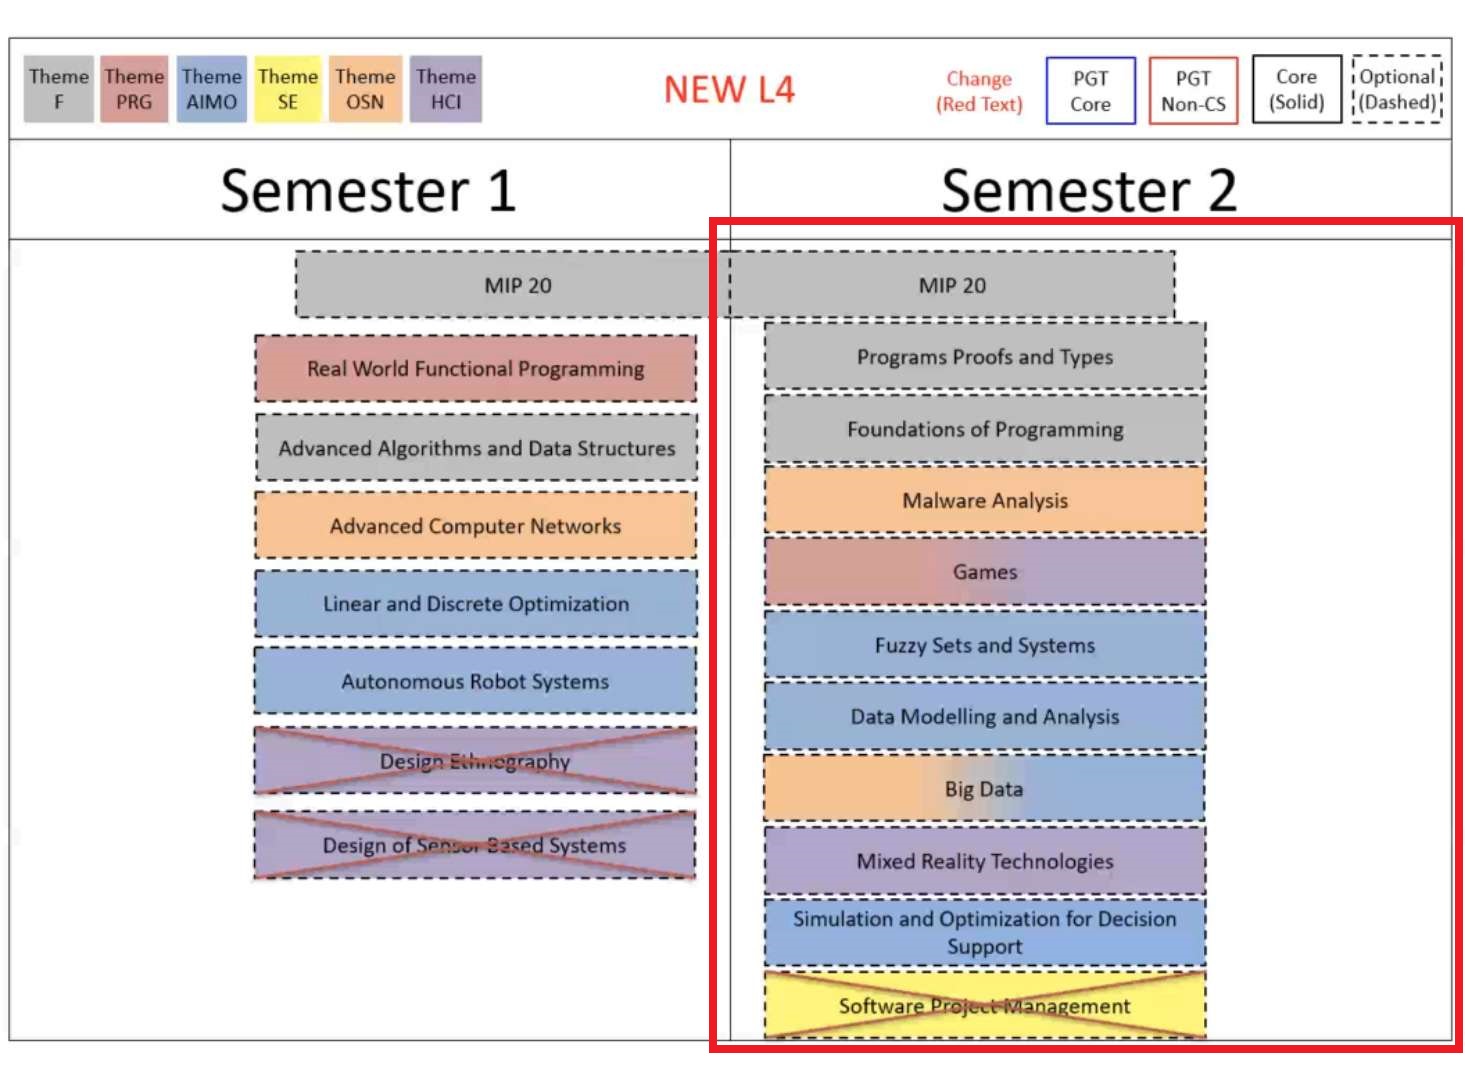 Theme F
Theme PRG
Theme AIMO
Theme SE
Theme OSN
Theme HCI
NEW L4
Change (Red Text)
PGT Core
PGT Non-CS
Core (Solid)
Optional (Dashed)
Semester 1
Semester 2
MIP 20
MIP 20
Real World Functional Programming
Advanced Algorithms and Data Structures
Advanced Computer Networks
Linear and Discrete Optimization
Autonomous Robot Systems
Design Ethnography
Design of Sensor Based Systems
Programs Proofs and Types
Foundations of Programming
Malware Analysis
Games
Fuzzy Sets and Systems
Data Modelling and Analysis
Big Data
Mixed Reality Technologies
Simulation and Optimization for Decision
Support
Software Project Management